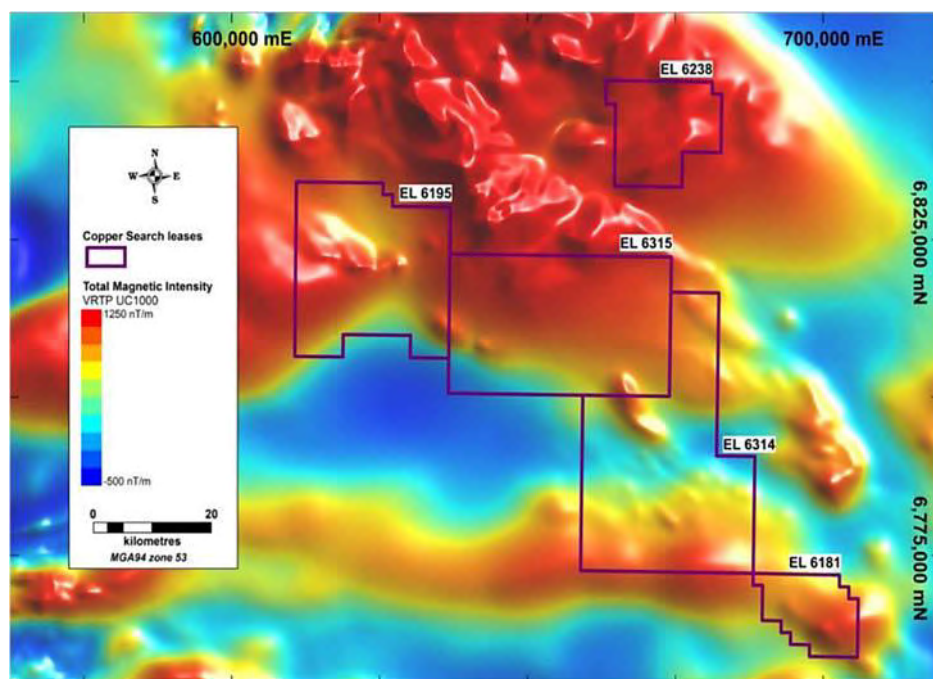 600,000 mE
700,000 mE
EL 6238
N
W E
S
EL 6195
6,825,000 mN
Copper Search leases
EL 6315
Total Magnetic Intensity
VRTP UC1000
1250 nT/m
EL 6314
-500 nT/m
0 20
kilometres
MGA94 zone 53
6,775,000 mN
EL 6181